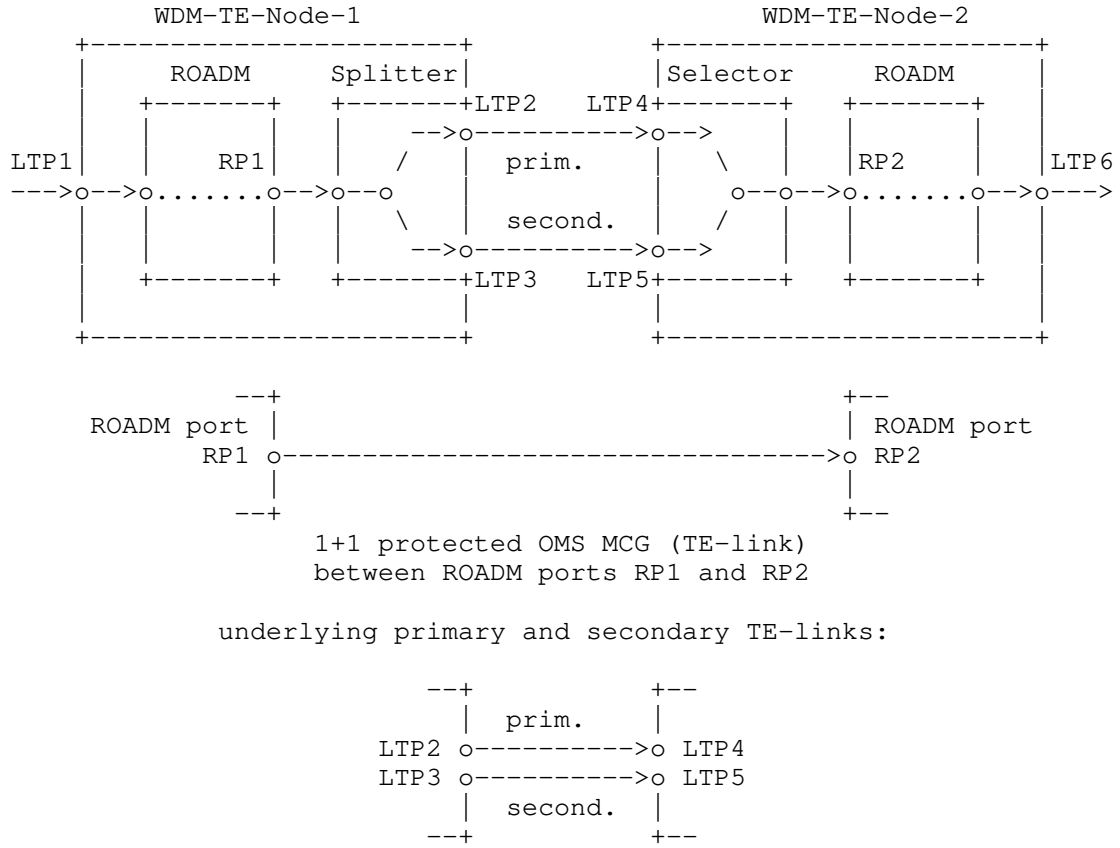 WDM-TE-Node-1 WDM-TE-Node-2
ROADM Splitter Selector ROADM
LTP2 LTP4
LTP1 RP1 prim. RP2 LTP6
second.
LTP3 LTP5
ROADM port ROADM port
RP1 RP2
1+1 protected OMS MCG (TE-link)
between ROADM ports RP1 and RP2
underlying primary and secondary TE-links:
prim.
LTP2 LTP4
LTP3 LTP5
second.